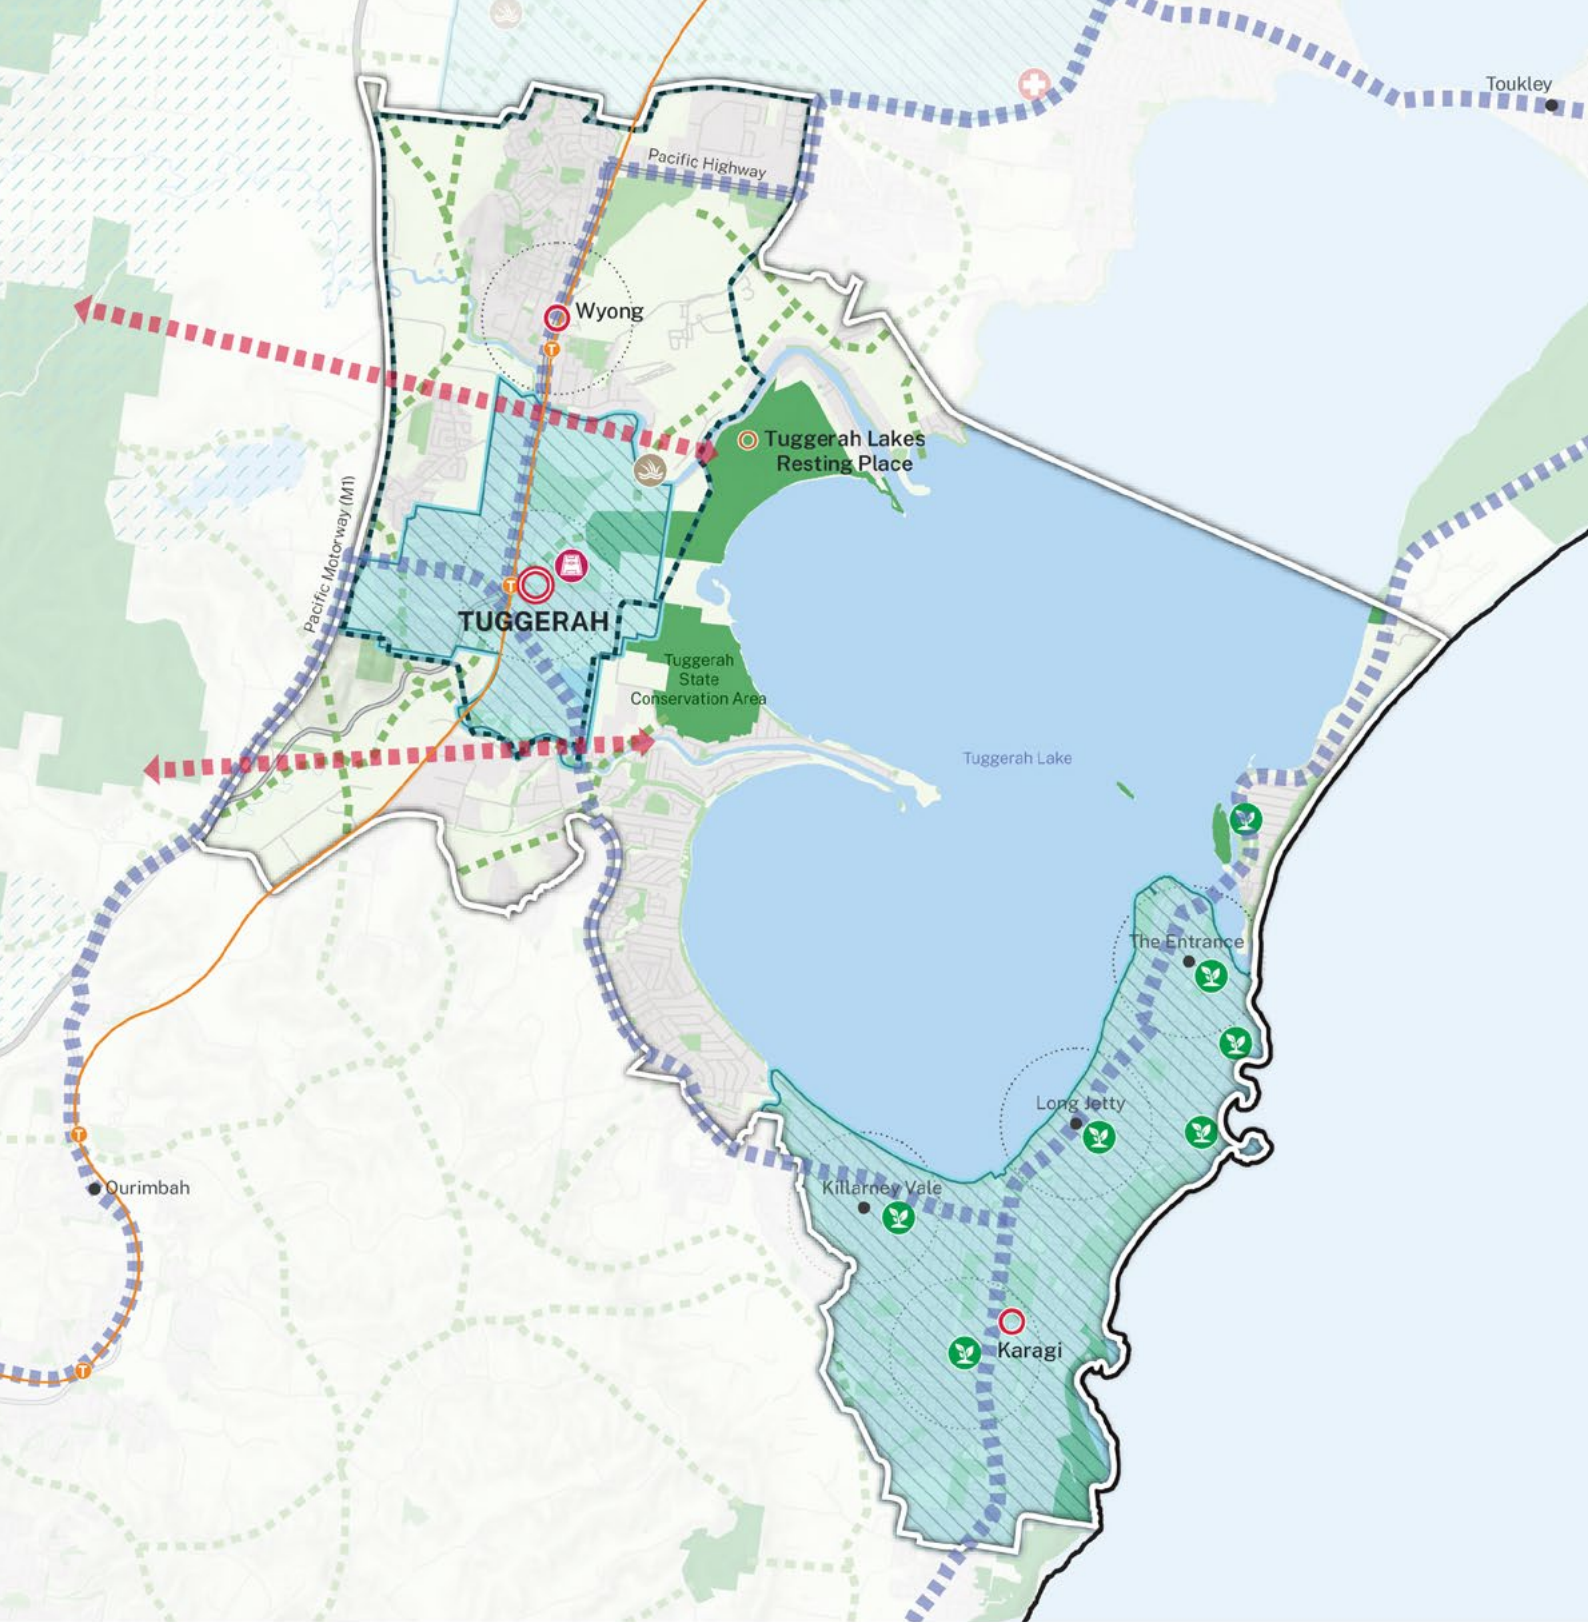 Toukley
Pacific Highway
Wyong
Tuggerah Lakes
Resting Place
Pacific Motorway (M1)
T
T
TUGGERAH
Tuggerah
State
Conservation Area
Tuggerah Lake
The Entrance
Long Jetty
T
Ourimbah
Killarney Vale
Karagi
T